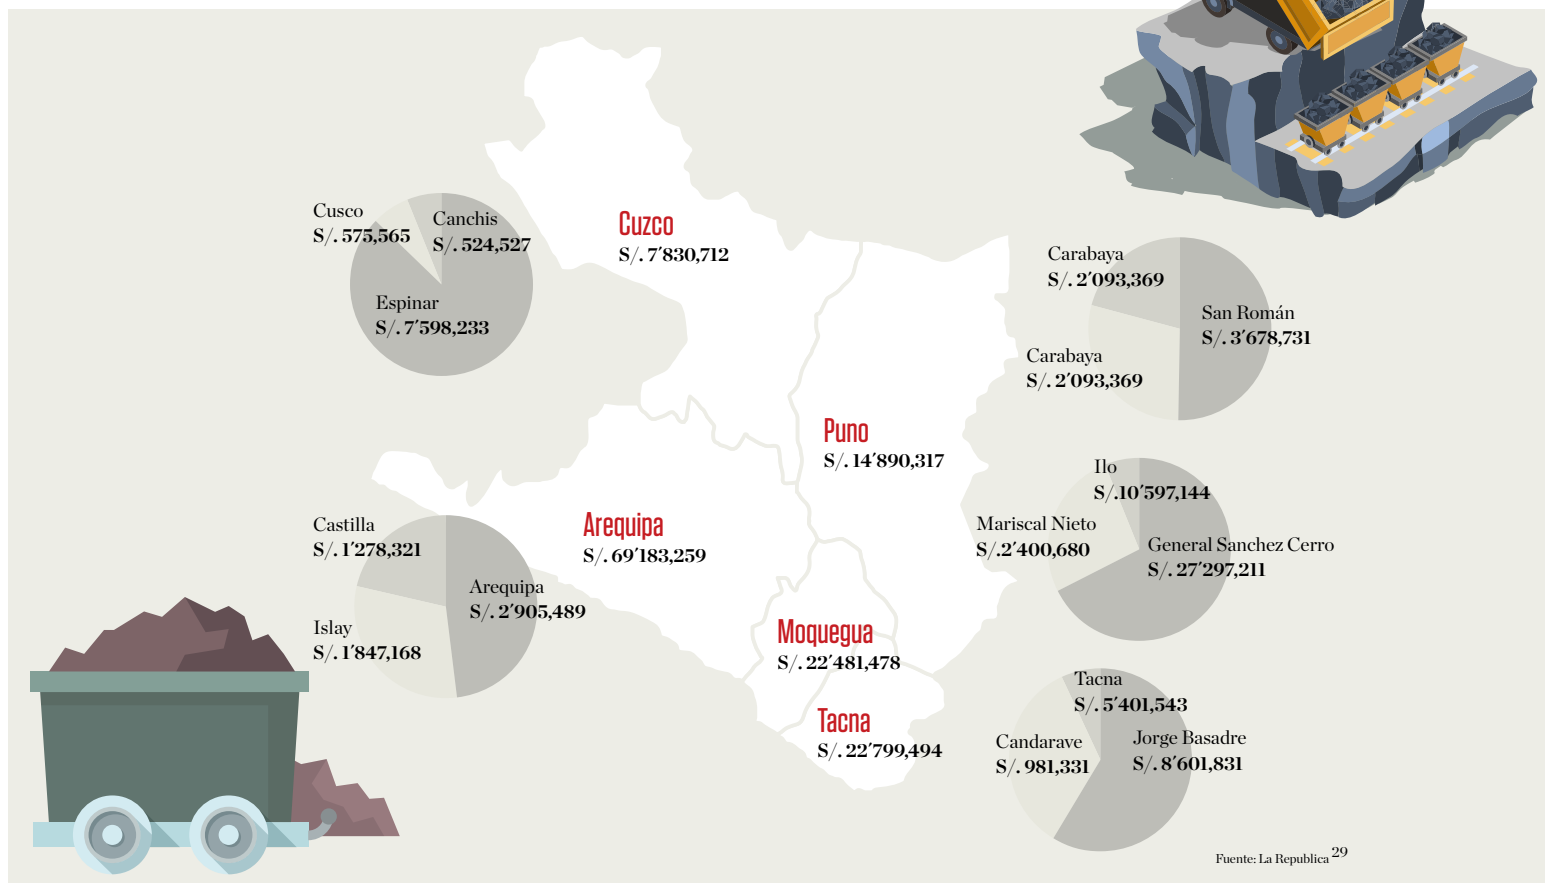 Cusco
S/. 575,565
Canchis
S/. 524,527
Espinar
S/. 7´598,233
Cuzco
S/. 7´830,712
Carabaya
S/. 2´093,369
San Román
S/. 3´678,731
Carabaya
S/. 2´093,369
Puno
S/. 14´890,317
Arequipa
S/. 69´183,259
Castilla
S/. 1´278,321
Arequipa
S/. 2´905,489
Islay
S/. 1´847,168
Ilo
S/.10´597,144
Mariscal Nieto
S/.2´400,680
General Sanchez Cerro
S/. 27´297,211
Moquegua
S/. 22´481,478
Tacna
S/. 22´799,494
Tacna
S/. 5´401,543
Candarave
S/. 981,331
Jorge Basadre
S/. 8´601,831
Fuente: La Republica 29